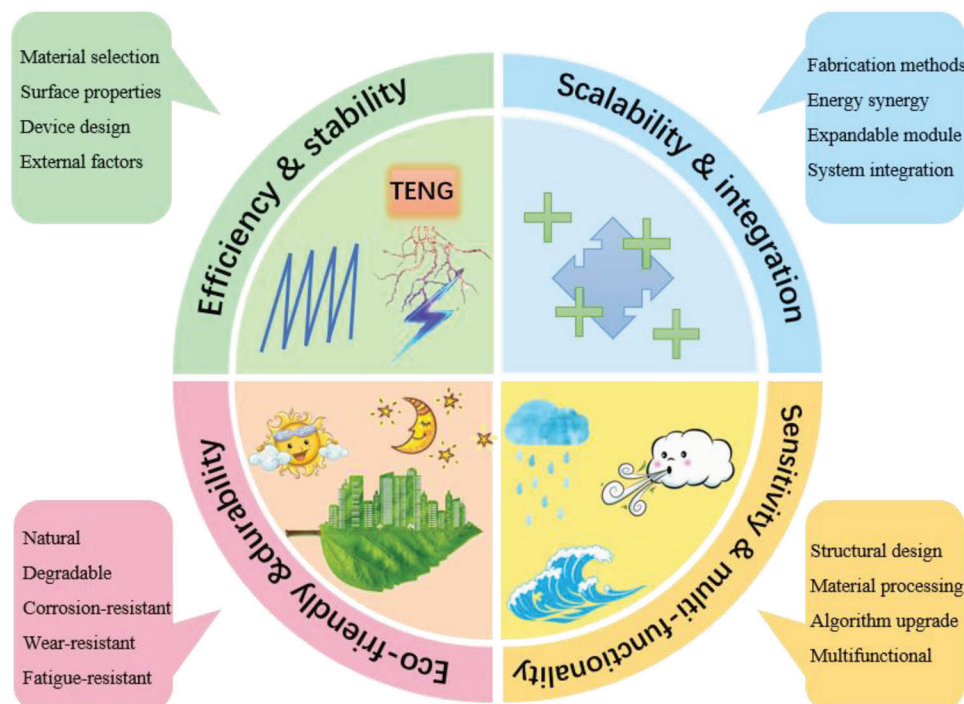 Material selection
Surface properties
Device design
External factors
Efficiency & stability
TENG
Scalability & integration
Fabrication methods
Energy synergy
Expandable module
System integration
Natural
Degradable
Corrosion-resistant
Wear-resistant
Fatigue-resistant
Eco-friendly &durability
Sensitivity & multi-functionality
Structural design
Material processing
Algorithm upgrade
Multifunctional